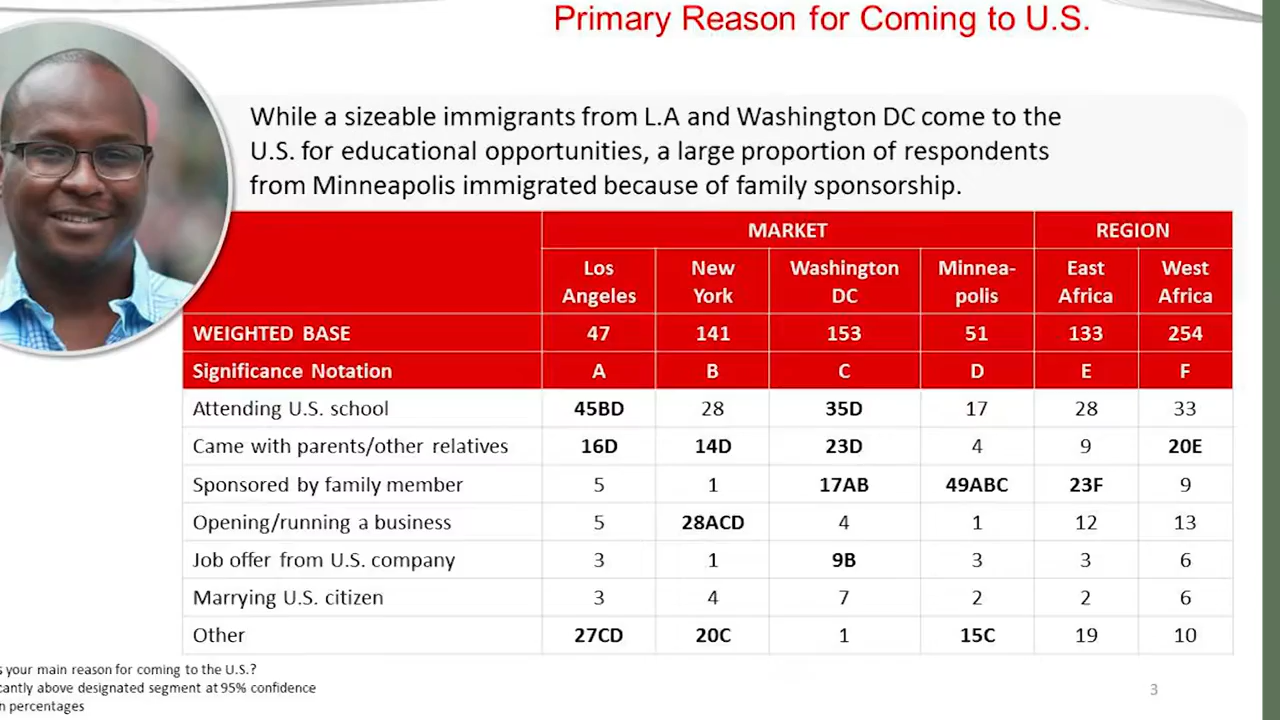 Primary Reason for Coming to U.S.
While a sizeable immigrants from L.A and Washington DC come to the
U.S. for educational opportunities, a large proportion of respondents
from Minneapolis immigrated because of family sponsorship.
MARKET REGION
Los Angeles New York Washington DC Minnea-polis East Africa West Africa
WEIGHTED BASE 47 141 153 51 133 254
Significance Notation A B C D E F
Attending U.S. school 45BD 28 35D 17 28 33
Came with parents/other relatives 16D 14D 23D 4 9 20E
Sponsored by family member 5 1 17AB 49ABC 23F 9
Opening/running a business 5 28ACD 4 1 12 13
Job offer from U.S. company 3 1 9B 3 3 6
Marrying U.S. citizen 3 4 7 2 2 6
Other 27CD 20C 1 15C 19 10
your main reason for coming to the U.S.?
above designated segment at 95% confidence
percentages
3